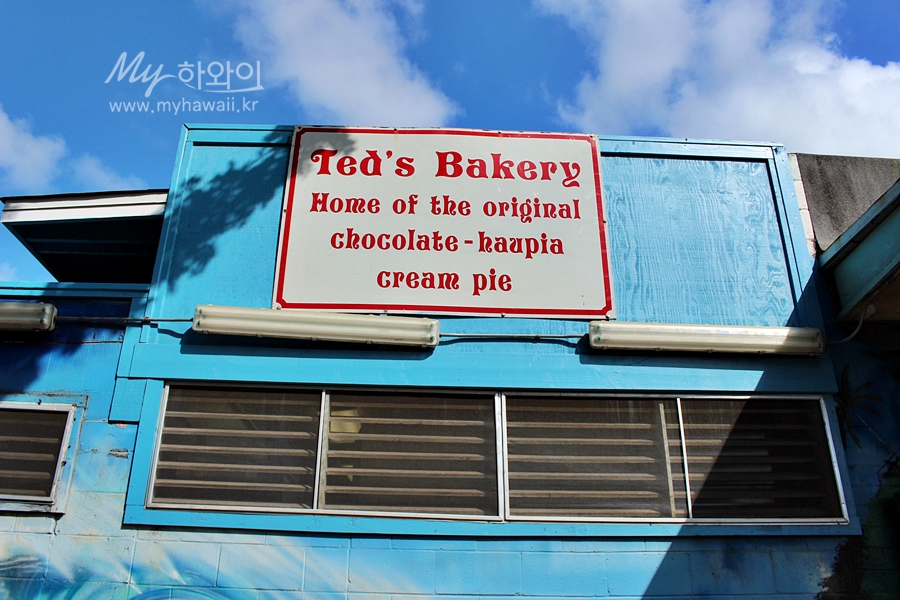 My 하와이
www.myhawaii.kr
Ted's Bakery
Home of the original
chocolate-haupia
cream pie